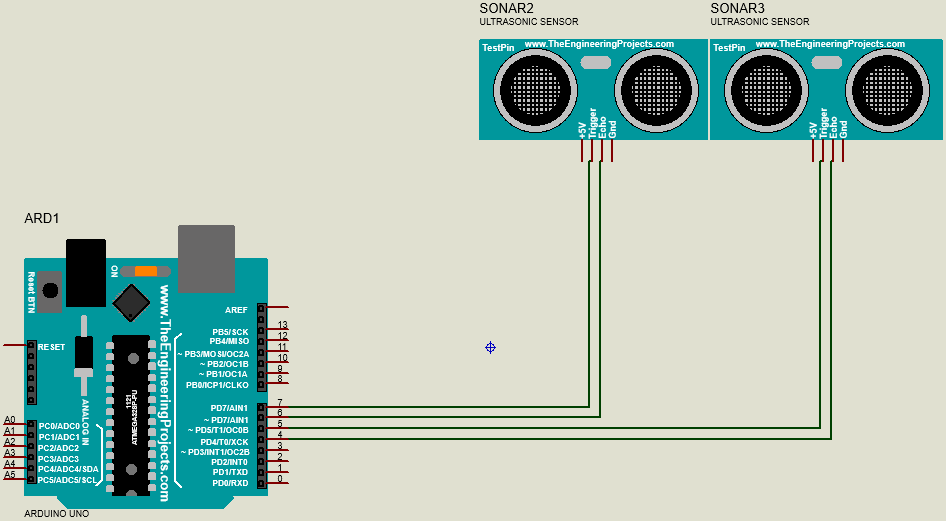 SONAR2
ULTRASONIC SENSOR
SONAR3
ULTRASONIC SENSOR
TestPin
www.TheEngineeringProjects.com
+5V
Trigger
Echo
Gnd
TestPin
www.TheEngineeringProjects.com
+5V
Trigger
Echo
Gnd
ARD1
Reset BTN
ON
www.TheEngineeringProjects.com
AREF
PB5/SCK 13
PB4/MISO 12
~ PB3/MOSI/OC2A 11
~ PB2/OC1B 10
~ PB1/OC1A 9
PB0/ICP1/CLKO 8
RESET
1121
ATMEGA328P-PU
ANALOG IN
PD7/AIN1 7
~ PD7/AIN1 6
~ PD5/T1/OC0B 5
PD4/T0/XCK 4
~ PD3/INT1/OC2B 3
PD2/INT0 2
PD1/TXD 1
PD0/RXD 0
A0 PC0/ADC0
A1 PC1/ADC1
A2 PC2/ADC2
A3 PC3/ADC3
A4 PC4/ADC4/SDA
A5 PC5/ADC5/SCL
ARDUINO UNO